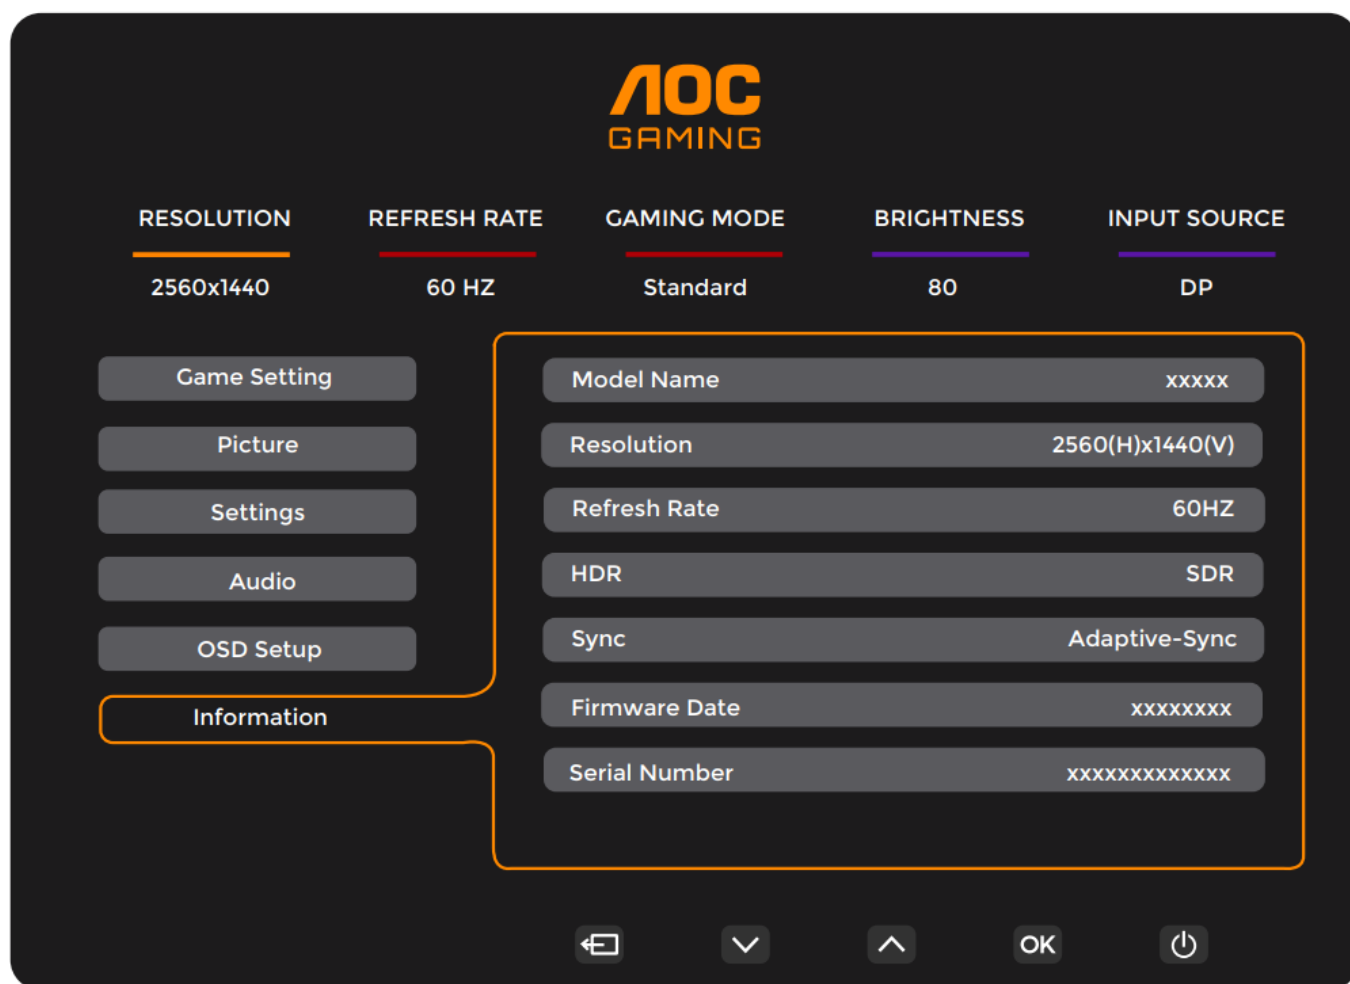 AOC
GAMING
RESOLUTION REFRESH RATE GAMING MODE BRIGHTNESS INPUT SOURCE
2560x1440 60 HZ Standard 80 DP
Game Setting
Picture
Settings
Audio
OSD Setup
Information
Model Name xxxxx
Resolution 2560(H)x1440(V)
Refresh Rate 60HZ
HDR SDR
Sync Adaptive-Sync
Firmware Date xxxxxxxx
Serial Number xxxxxxxxxxxxx
OK